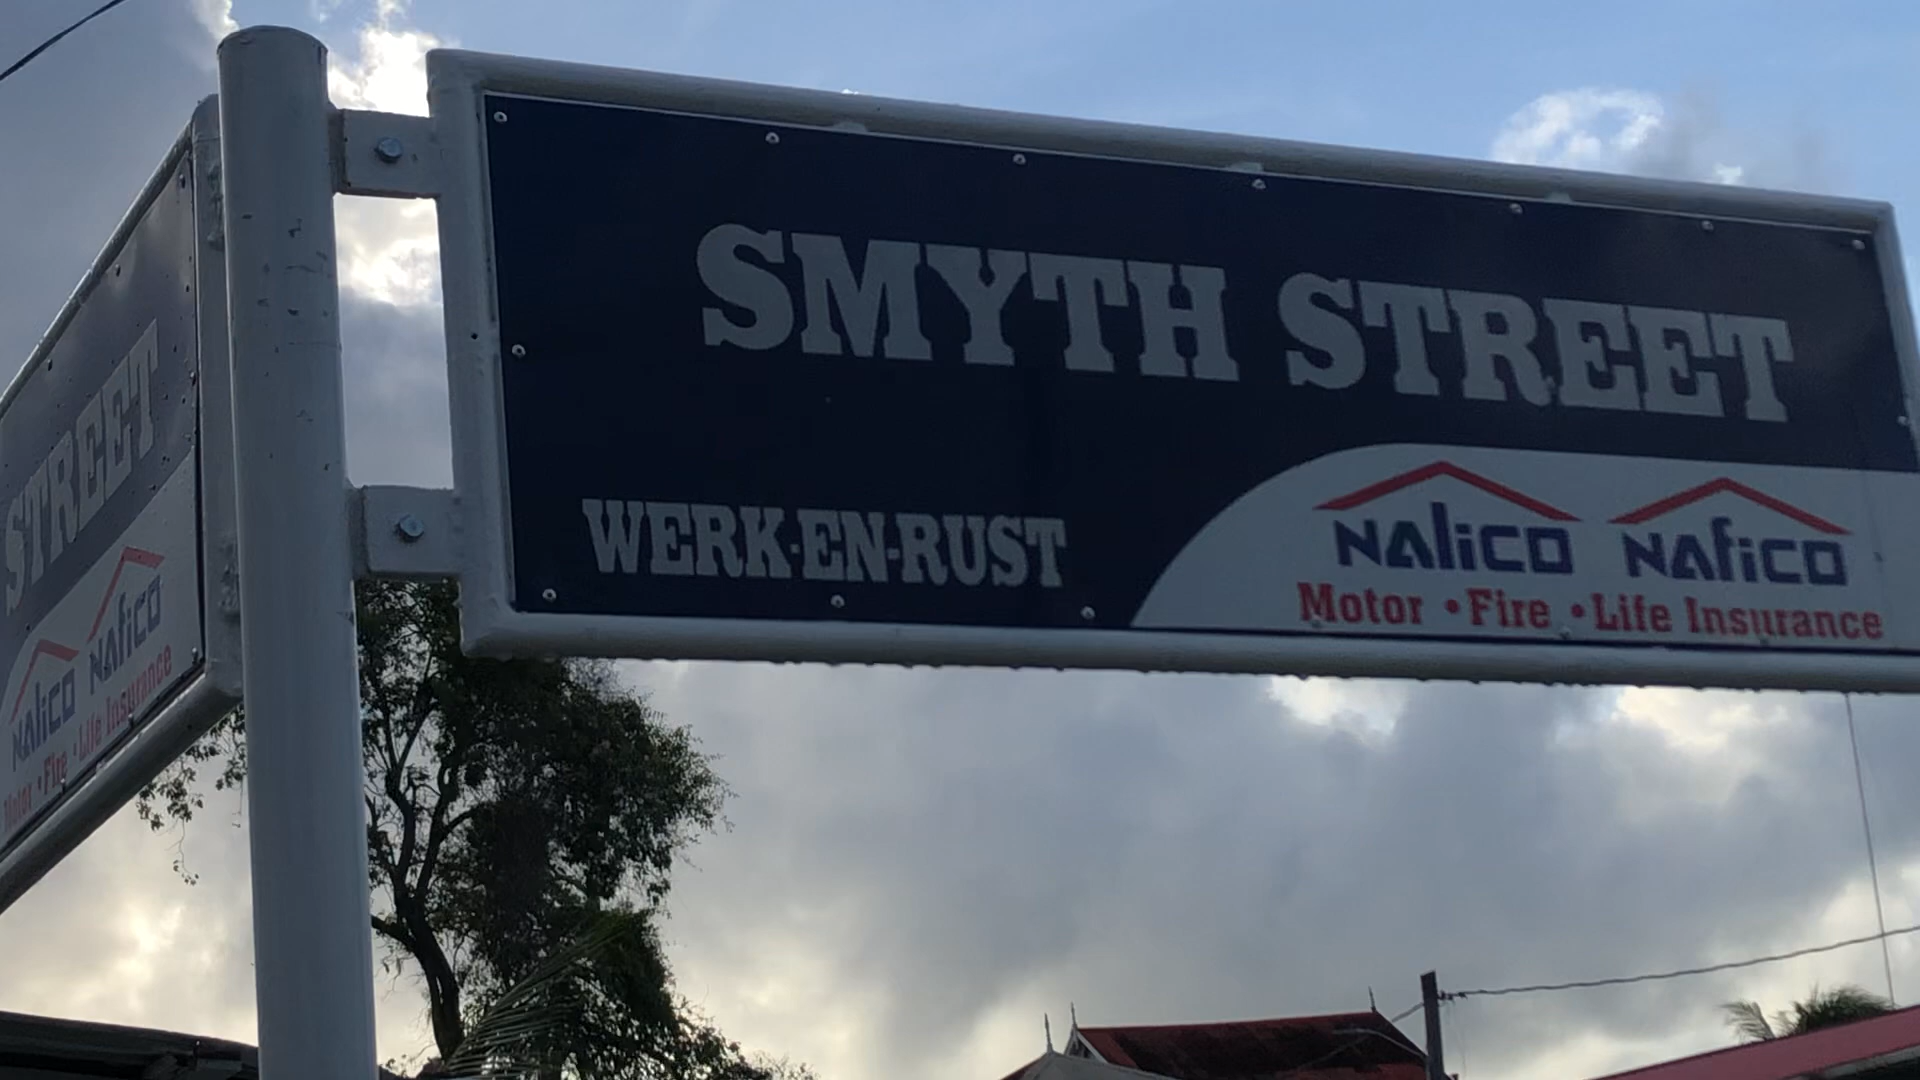 SMYTH STREET
WERK-EN-RUST
NALICO NAFICO
Motor • Fire • Life Insurance
STREET
NALICO NAFICO
Motor • Fire • Life Insurance